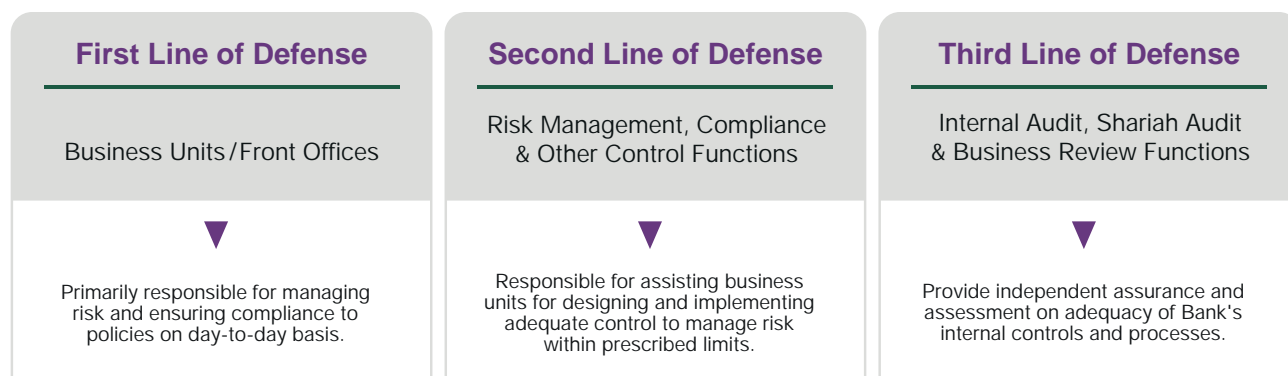 First Line of Defense
Business Units/Front Offices
Primarily responsible for managing
risk and ensuring compliance to
policies on day-to-day basis.
Second Line of Defense
Risk Management, Compliance
& Other Control Functions
Responsible for assisting business
units for designing and implementing
adequate control to manage risk
within prescribed limits.
Third Line of Defense
Internal Audit, Shariah Audit
& Business Review Functions
Provide independent assurance and
assessment on adequacy of Bank's
internal controls and processes.